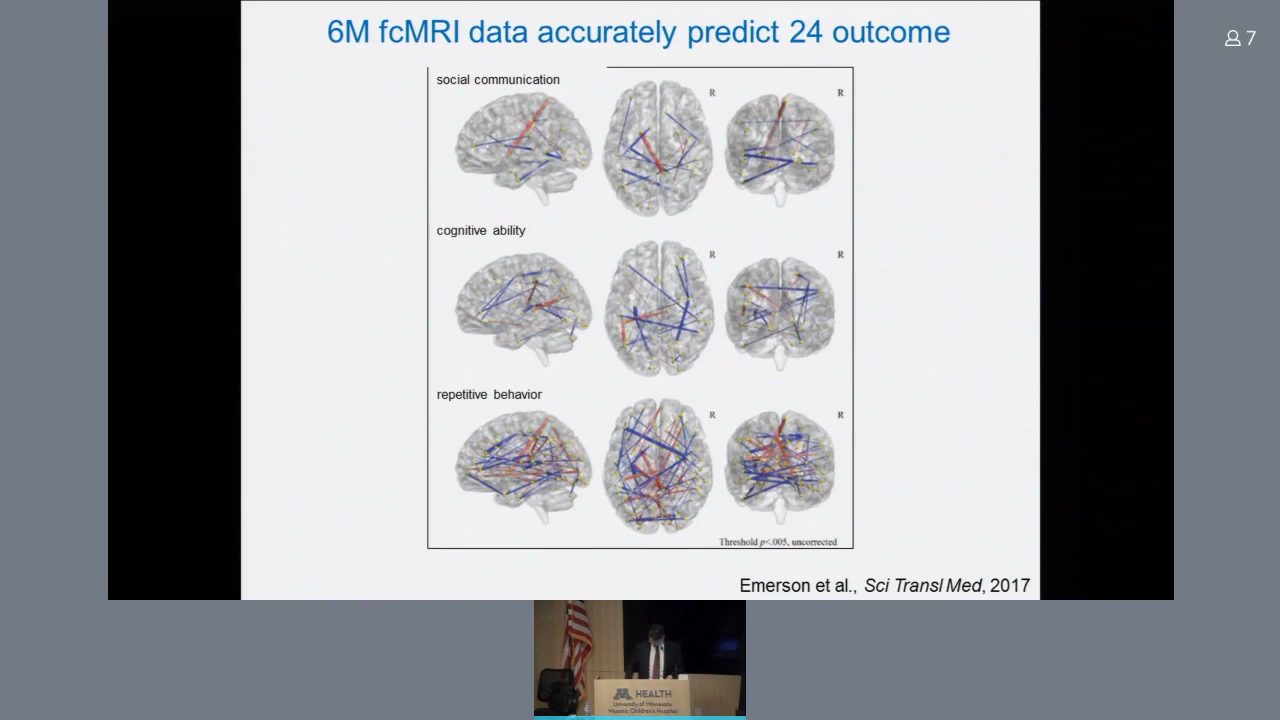 6M fcMRI data accurately predict 24 outcome
social communication
R
R
cognitive ability
R
R
repetitive behavior
R
R
Threshold p<.005, uncorrected
Emerson et al., Sci Transl Med, 2017
7
M HEALTH
University of Minnesota
Masonic Children's Hospital